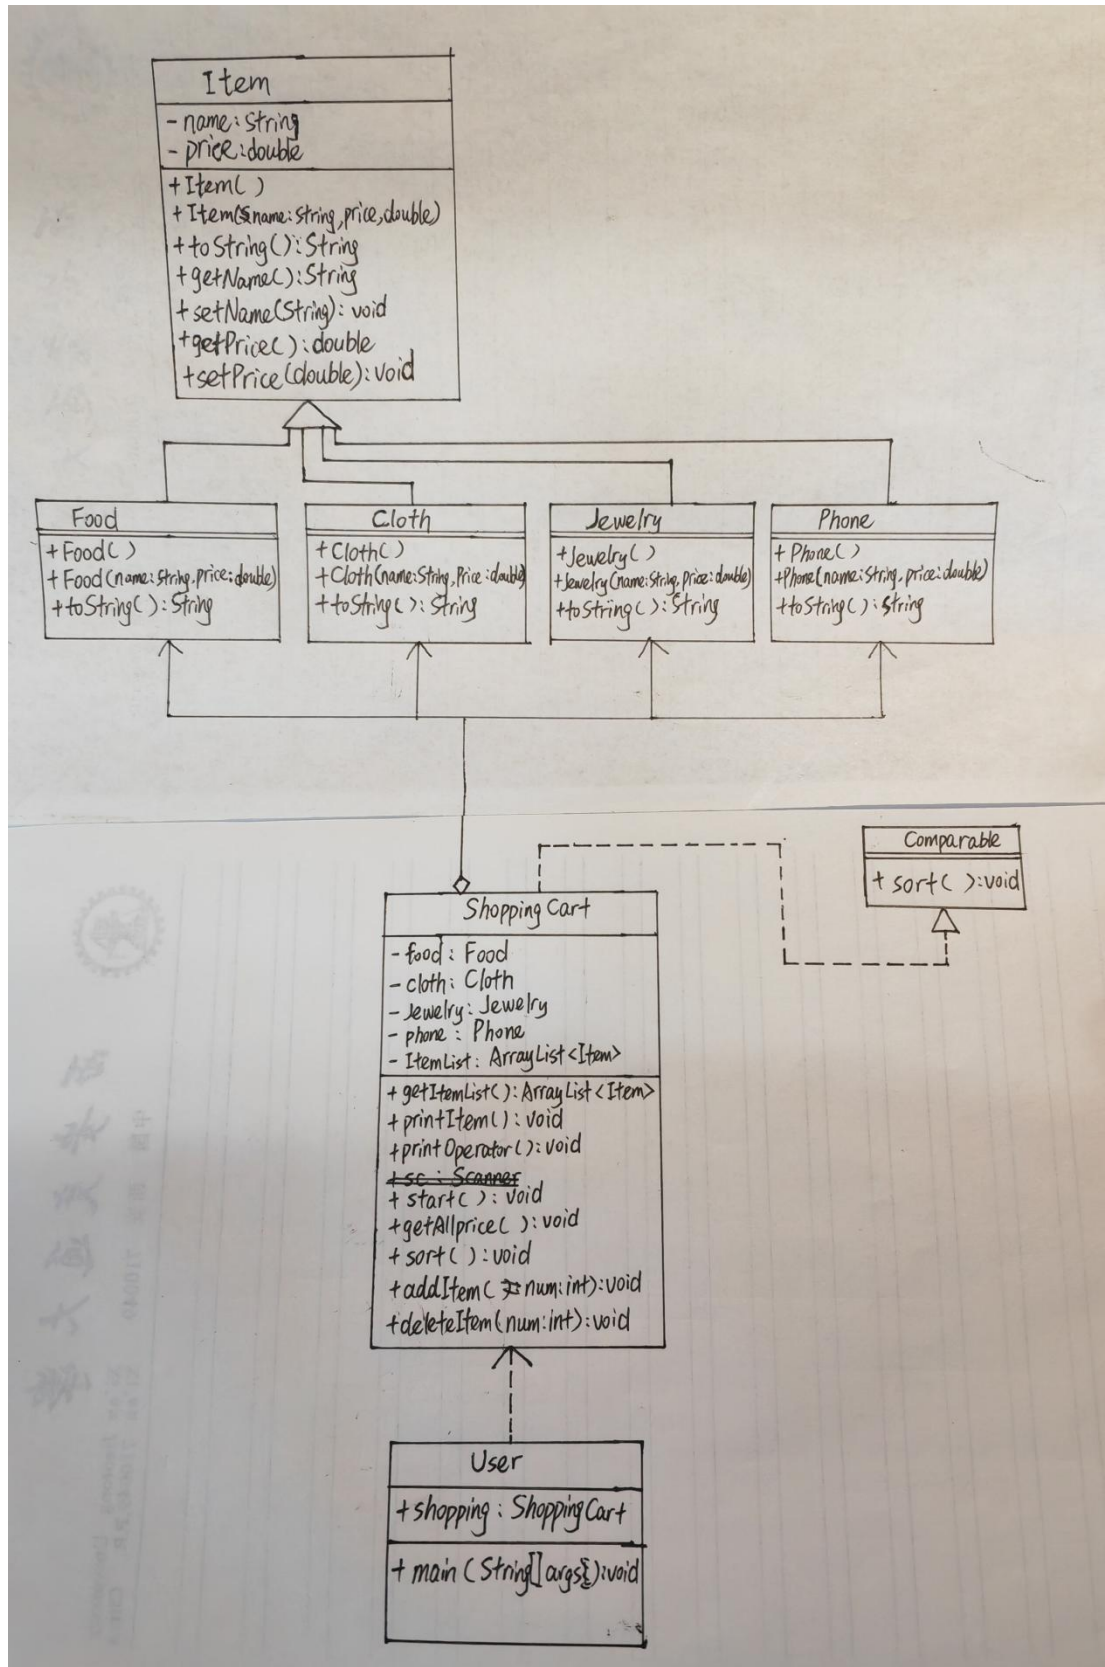 Item
- name: String
- price: double
+ Item( )
+ Item(name: String, price, double)
+ toString(): String
+ getName(): String
+ setName(String): void
+ getPrice( ): double
+ setPrice(double): void
Food
+ Food( )
+ Food(name: String, price: double)
+ toString( ): String
Cloth
+ Cloth( )
+ Cloth(name: String, Price: double)
+ toString( ): String
Jewelry
+ Jewelry( )
+ Jewelry(name: String, Price: double)
+ toString( ): String
Phone
+ Phone( )
+ Phone(name: String, price: double)
+ toString( ): String
Comparable
+ sort( ): void
Shopping Cart
- food: Food
- cloth: Cloth
- Jewelry: Jewelry
- phone: Phone
- ItemList: ArrayList<Item>
+ getItemList( ): ArrayList<Item>
+ printItem( ): void
+ printOperator( ): void
+ sc: Scanner
+ start( ): void
+ getAllprice( ): void
+ sort( ): void
+ addItem( num: int): void
+ deleteItem(num: int): void
User
+ shopping: Shopping Cart
+ main (String[] args): void